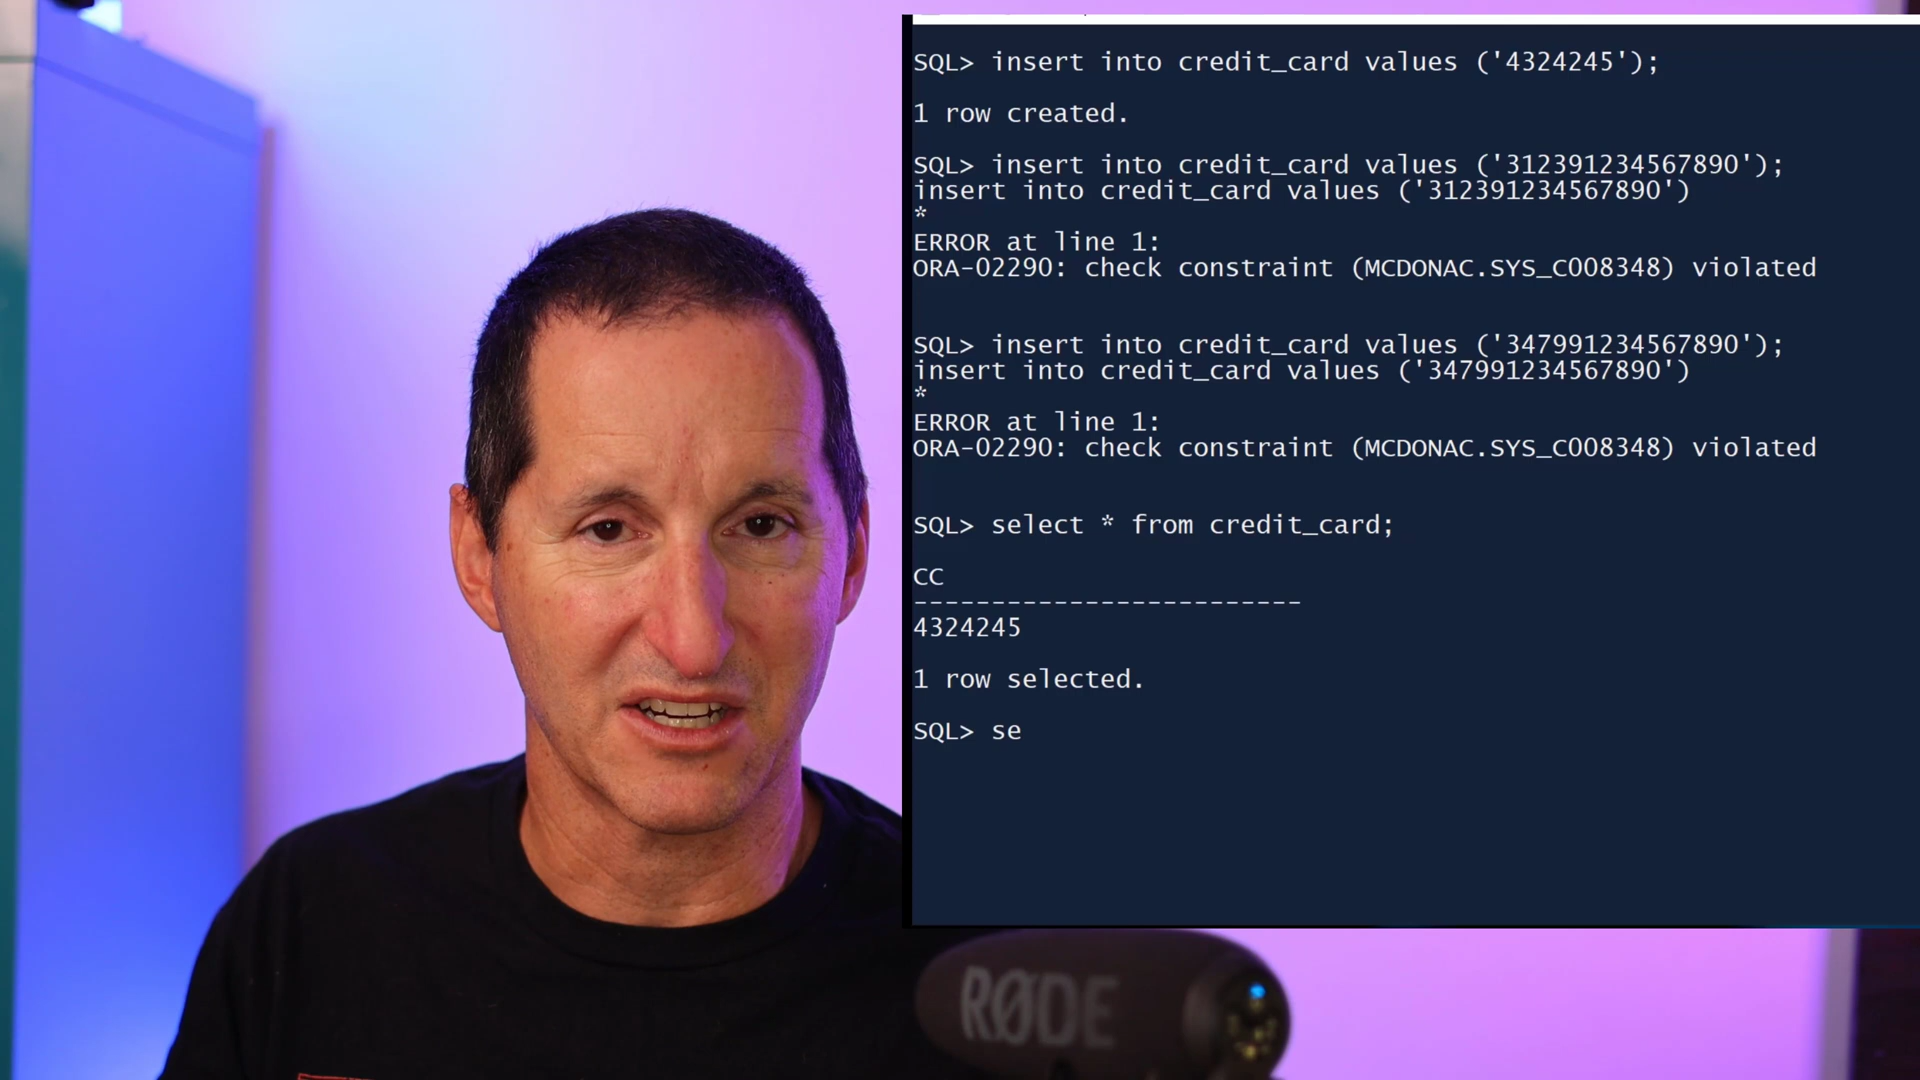 SQL> insert into credit_card values ('4324245');
1 row created.
SQL> insert into credit_card values ('312391234567890');
insert into credit_card values ('312391234567890')
*
ERROR at line 1:
ORA-02290: check constraint (MCDONAC.SYS_C008348) violated
SQL> insert into credit_card values ('347991234567890');
insert into credit_card values ('347991234567890')
*
ERROR at line 1:
ORA-02290: check constraint (MCDONAC.SYS_C008348) violated
SQL> select * from credit_card;
CC
-------------------------
4324245
1 row selected.
SQL> se
RØDE